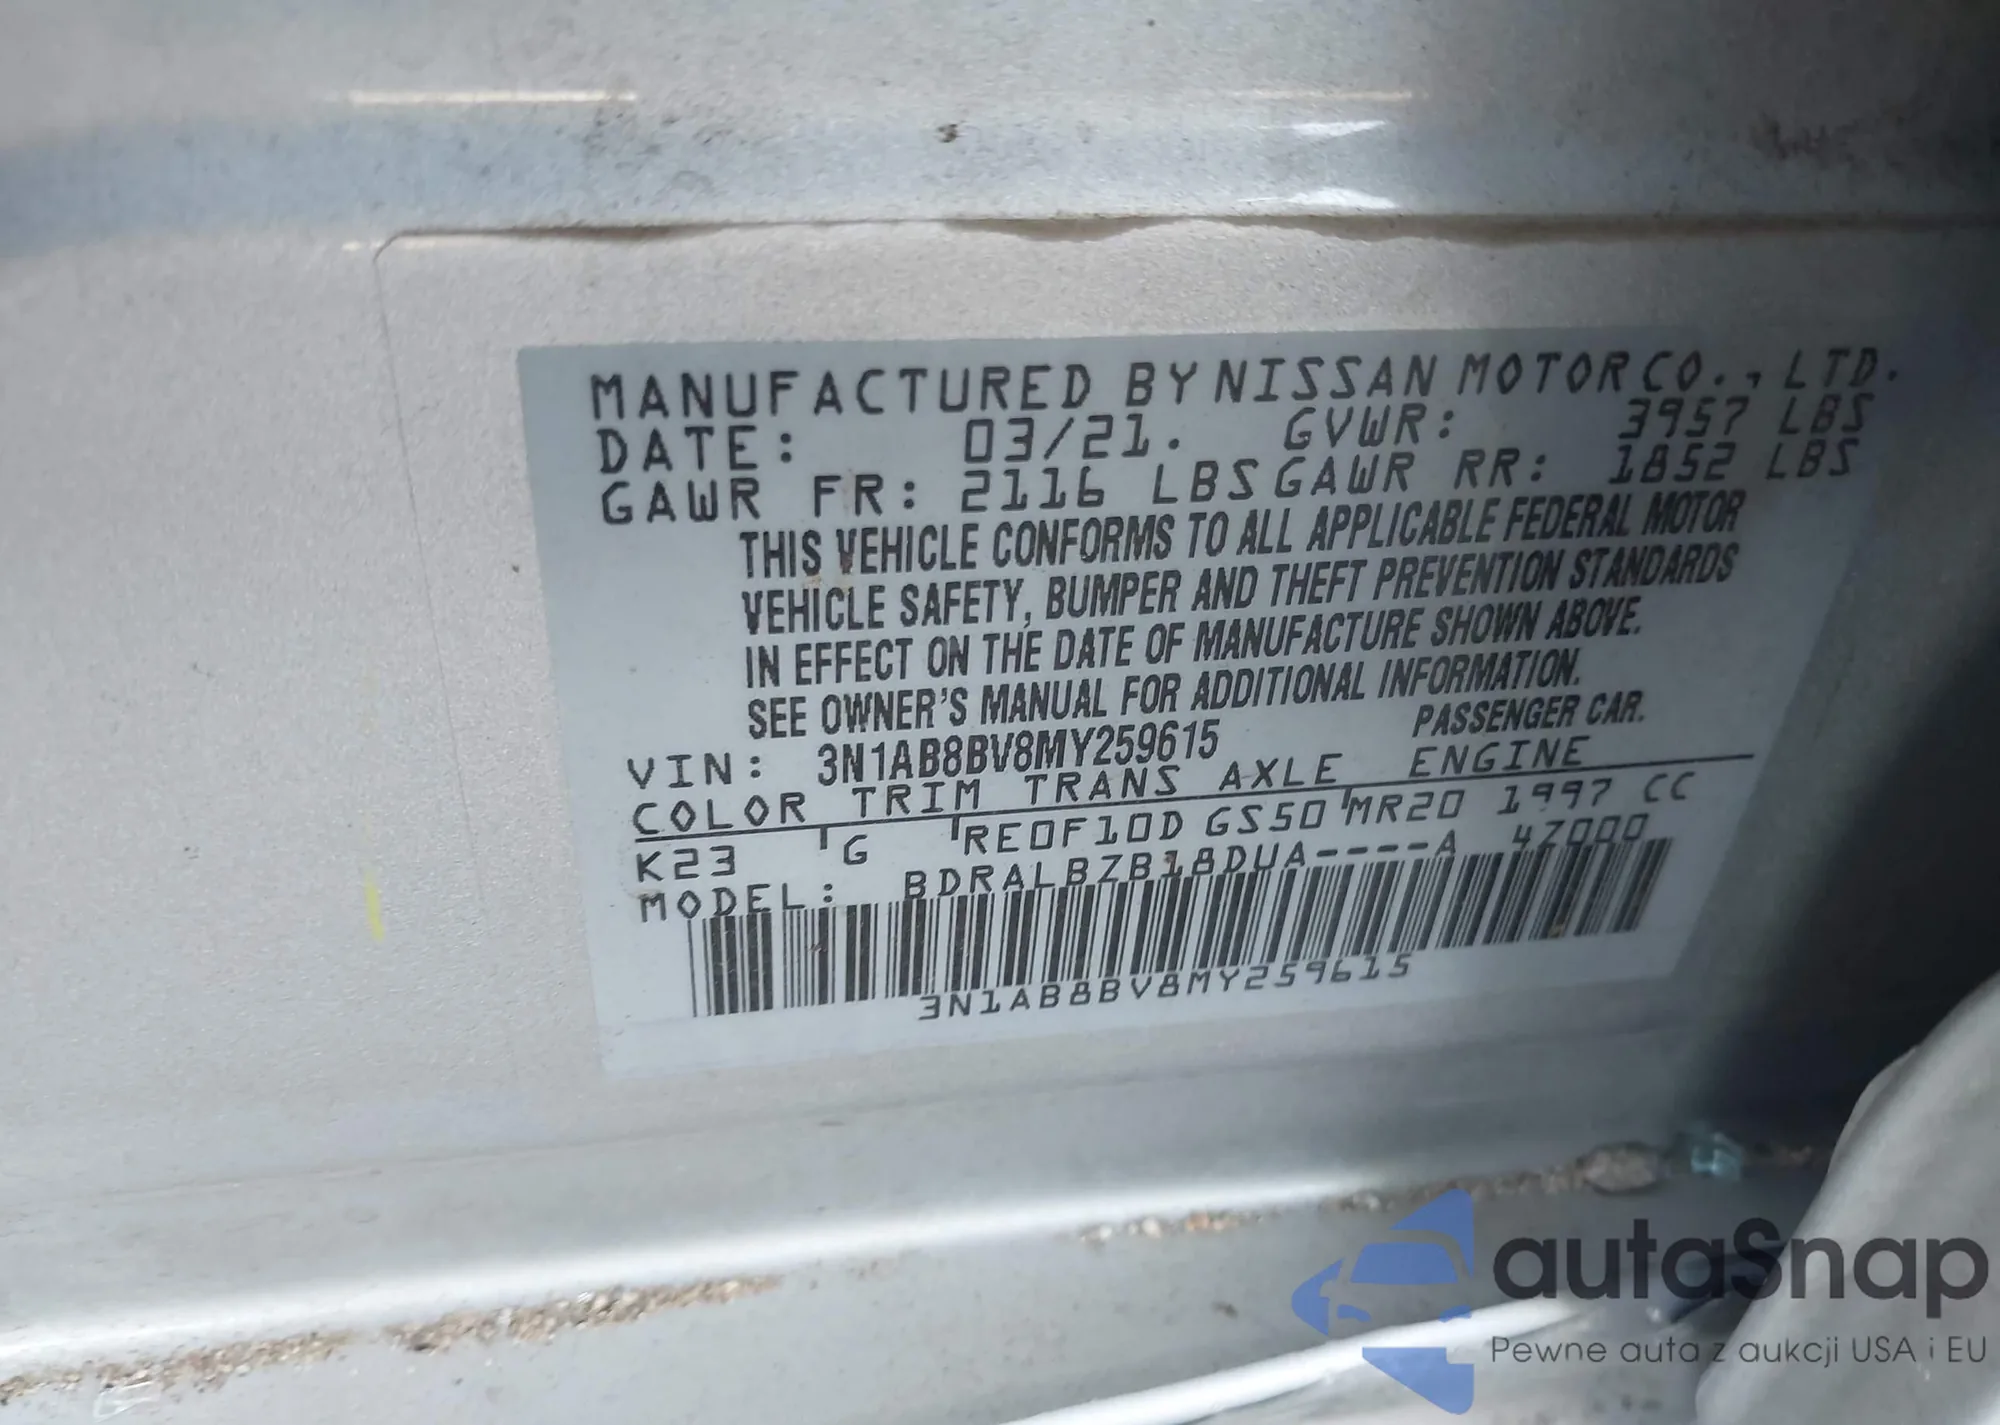 MANUFACTURED BY NISSAN MOTOR CO., LTD.
DATE: 03/21. GVWR: 3957 LBS
GAWR FR: 2116 LBS GAWR RR: 1852 LBS
THIS VEHICLE CONFORMS TO ALL APPLICABLE FEDERAL MOTOR
VEHICLE SAFETY, BUMPER AND THEFT PREVENTION STANDARDS
IN EFFECT ON THE DATE OF MANUFACTURE SHOWN ABOVE.
SEE OWNER'S MANUAL FOR ADDITIONAL INFORMATION.
VIN: 3N1AB8BV8MY259615 PASSENGER CAR.
COLOR TRIM TRANS AXLE ENGINE
K23 G RE0F10D GS50 MR20 1997 CC
MODEL: BDRALBZB18DUA----A 4Z000
3N1AB8BV8MY259615
autaSnap
Pewne auta z aukcji USA i EU